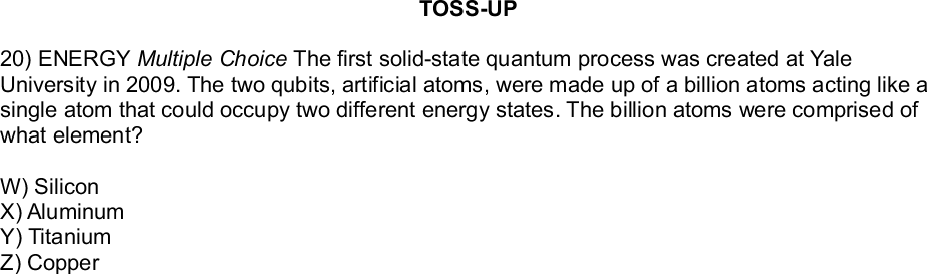 TOSS-UP
20) ENERGY Multiple Choice The first solid-state quantum process was created at Yale
University in 2009. The two qubits, artificial atoms, were made up of a billion atoms acting like a
single atom that could occupy two different energy states. The billion atoms were comprised of
what element?
W) Silicon
X) Aluminum
Y) Titanium
Z) Copper